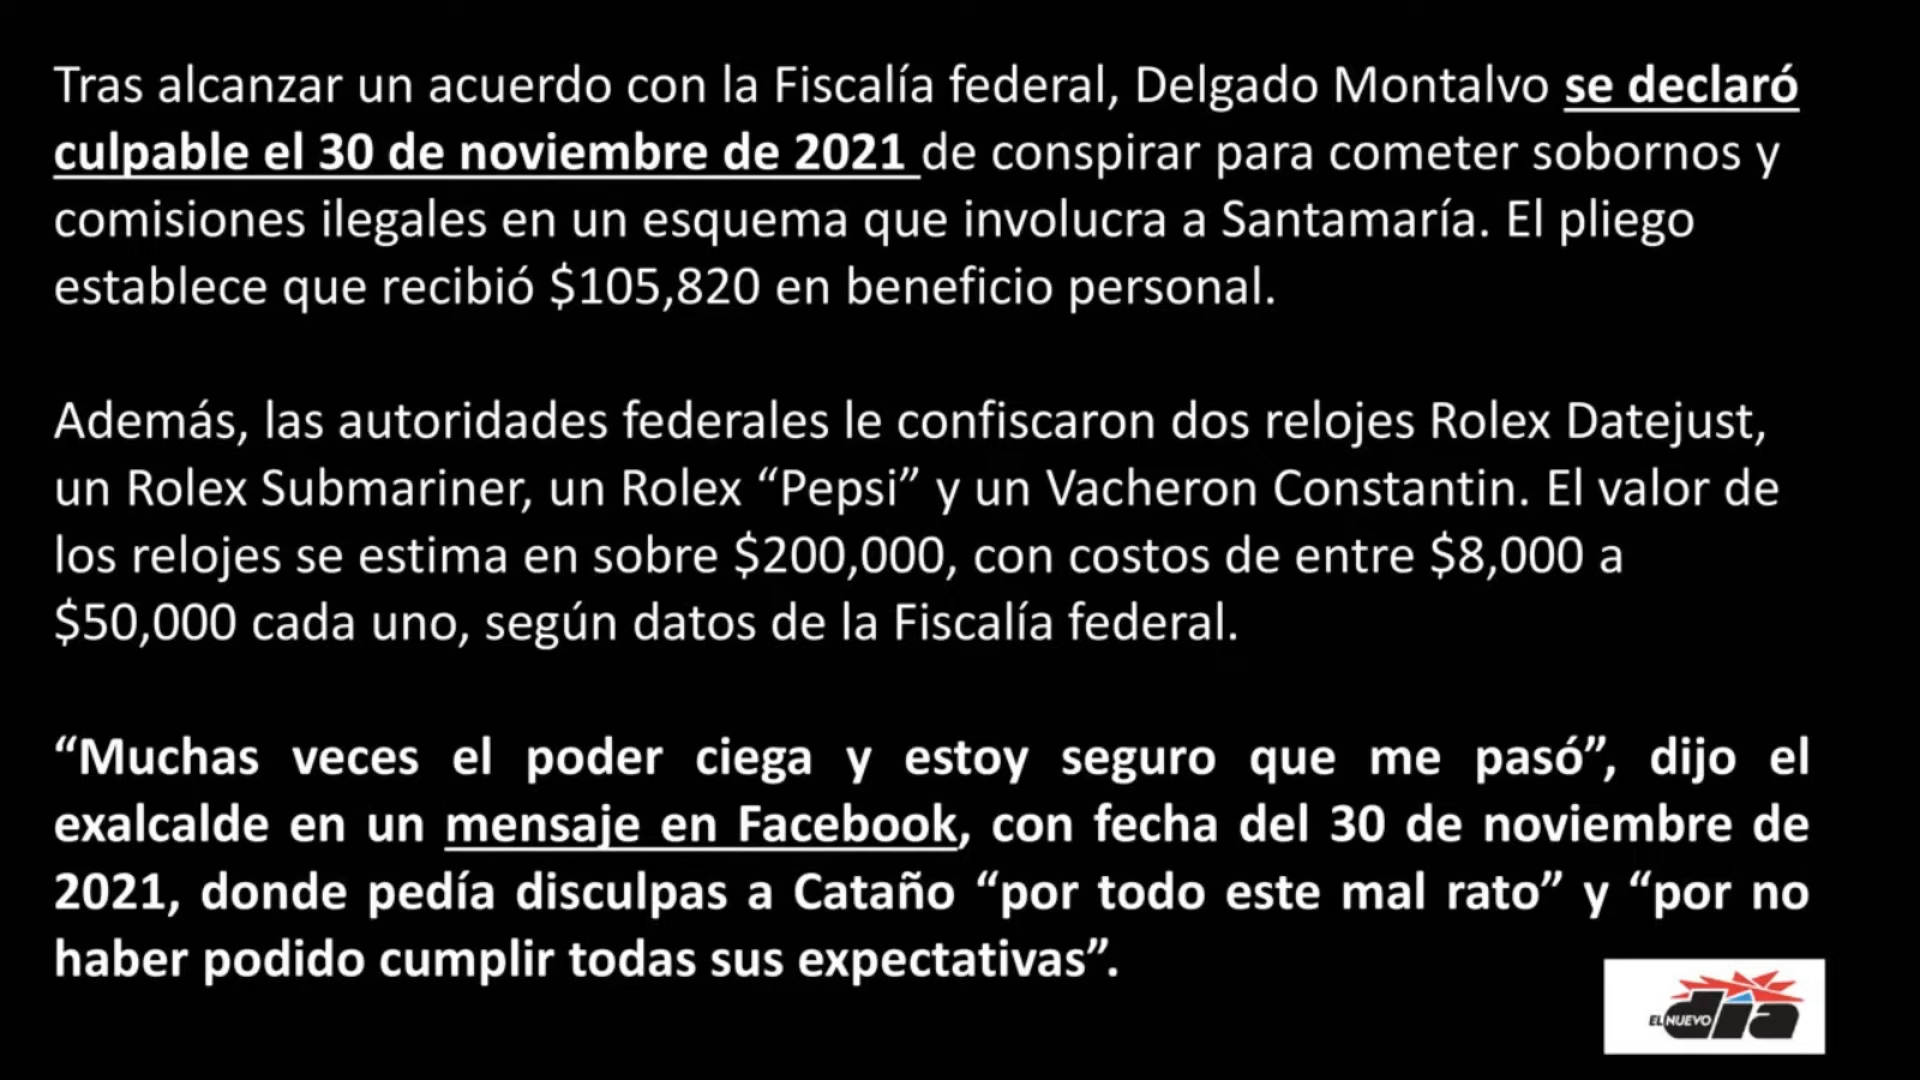 Tras alcanzar un acuerdo con la Fiscalía federal, Delgado Montalvo se declaró
culpable el 30 de noviembre de 2021 de conspirar para cometer sobornos y
comisiones ilegales en un esquema que involucra a Santamaría. El pliego
establece que recibió $105,820 en beneficio personal.
Además, las autoridades federales le confiscaron dos relojes Rolex Datejust,
un Rolex Submariner, un Rolex “Pepsi” y un Vacheron Constantin. El valor de
los relojes se estima en sobre $200,000, con costos de entre $8,000 a
$50,000 cada uno, según datos de la Fiscalía federal.
“Muchas veces el poder ciega y estoy seguro que me pasó”, dijo el
exalcalde en un mensaje en Facebook, con fecha del 30 de noviembre de
2021, donde pedía disculpas a Cataño “por todo este mal rato” y “por no
haber podido cumplir todas sus expectativas”.
EL NUEVO día